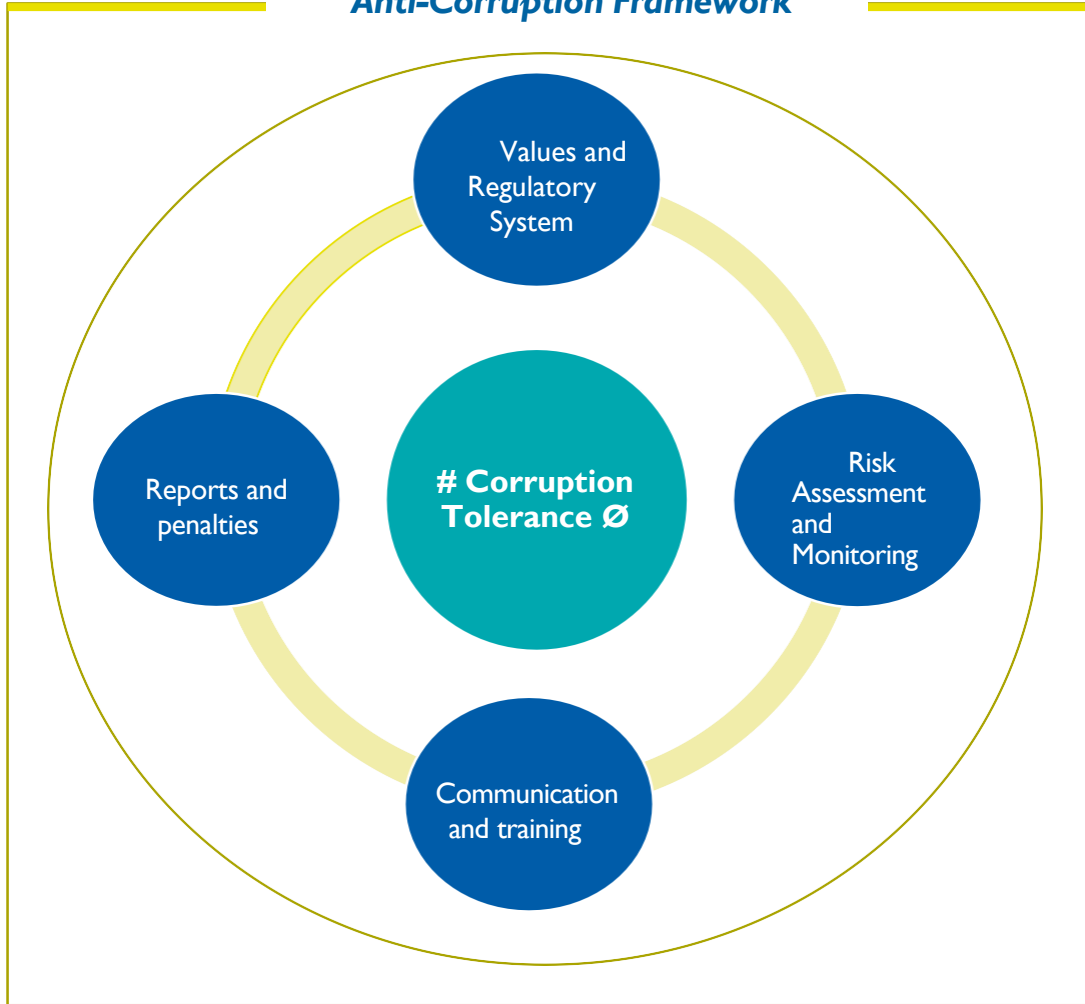 Anti-Corruption Framework
Values and
Regulatory
System
Reports and
penalties
# Corruption
Tolerance Ø
Risk
Assessment
and
Monitoring
Communication
and training